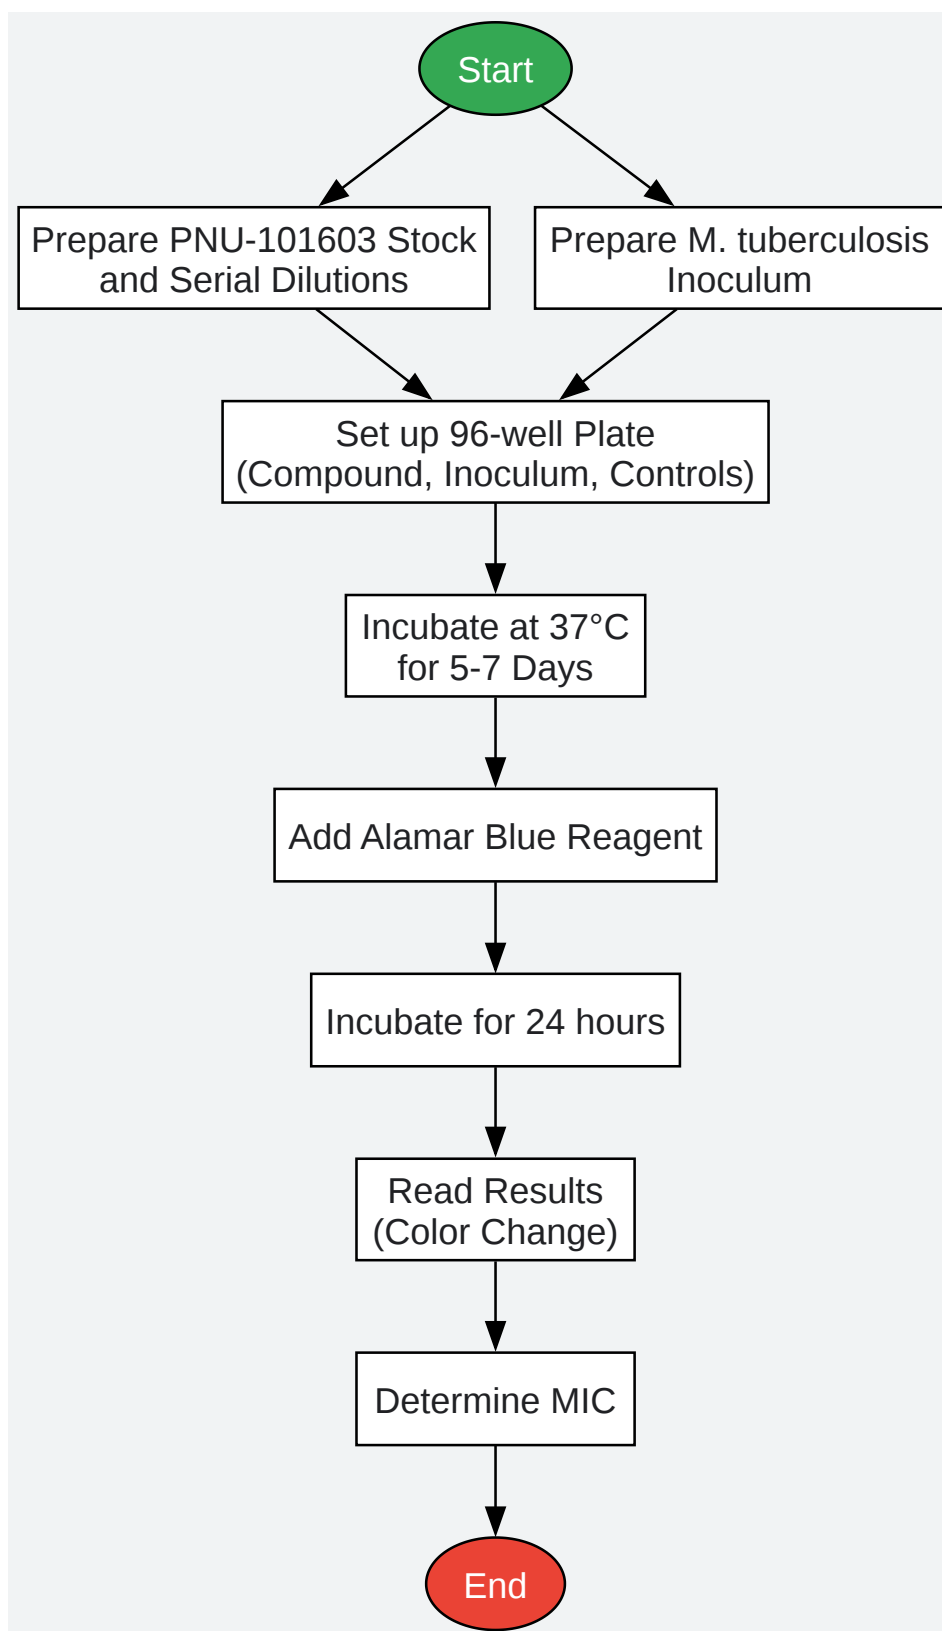 Start
Prepare PNU-101603 Stock
and Serial Dilutions
Prepare M. tuberculosis
Inoculum
Set up 96-well Plate
(Compound, Inoculum, Controls)
Incubate at 37°C
for 5-7 Days
Add Alamar Blue Reagent
Incubate for 24 hours
Read Results
(Color Change)
Determine MIC
End